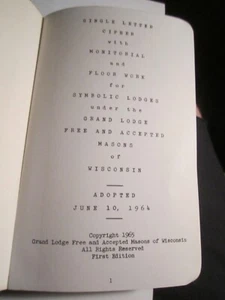 SINGLE LETTER
CIPHER
with
MONITORIAL
and
FLOOR WORK
for
SYMBOLIC LODGES
under the
GRAND LODGE
FREE AND ACCEPTED
MASONS
of
WISCONSIN
ADOPTED
JUNE 10, 1964
Copyright 1965
Grand Lodge Free and Accepted Masons of Wisconsin
All Rights Reserved
First Edition
1